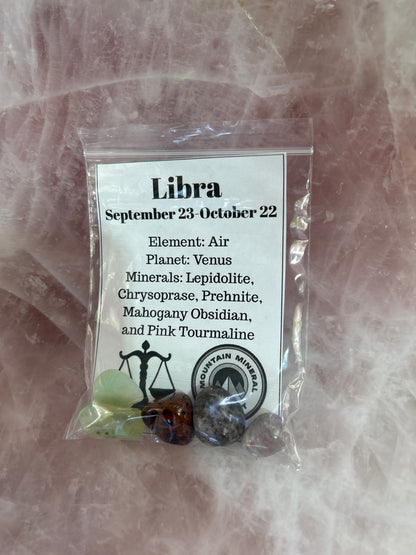 Libra
September 23-October 22
Element: Air
Planet: Venus
Minerals: Lepidolite,
Chrysoprase, Prehnite,
Mahogany Obsidian,
and Pink Tourmaline
MOUNTAIN MINERAL